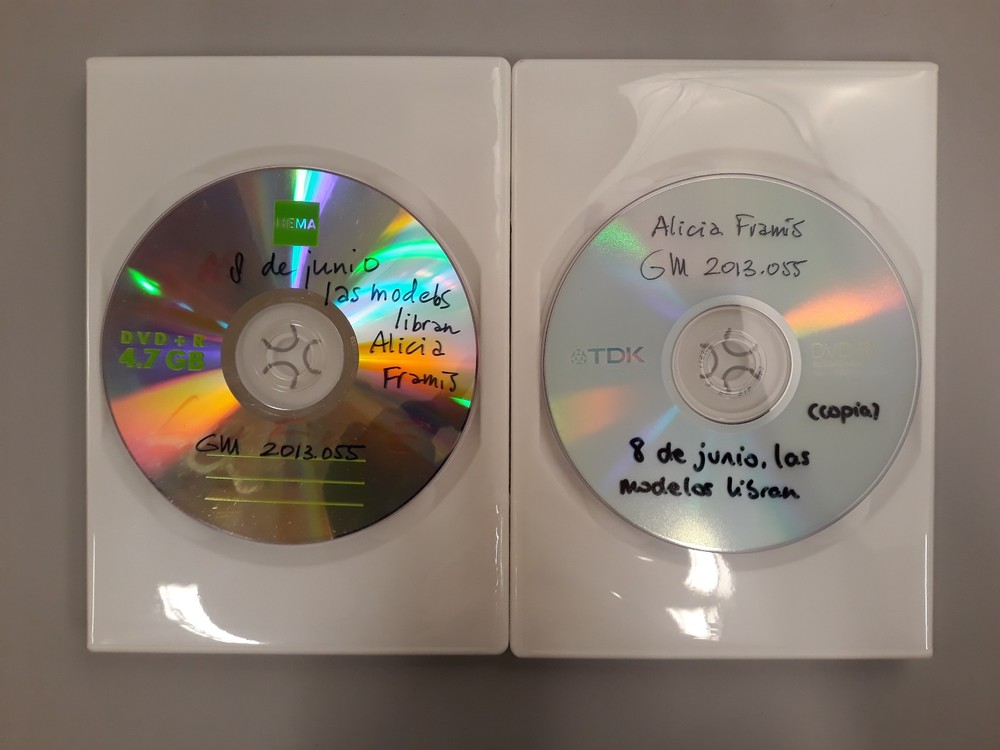 HEMA
8 de junio
las modelos
libran
Alicia
Framis
DVD+R
4.7 GB
GM 2013.055
Alicia Framis
GM 2013.055
TDK
(copia)
8 de junio, las
modelos libran